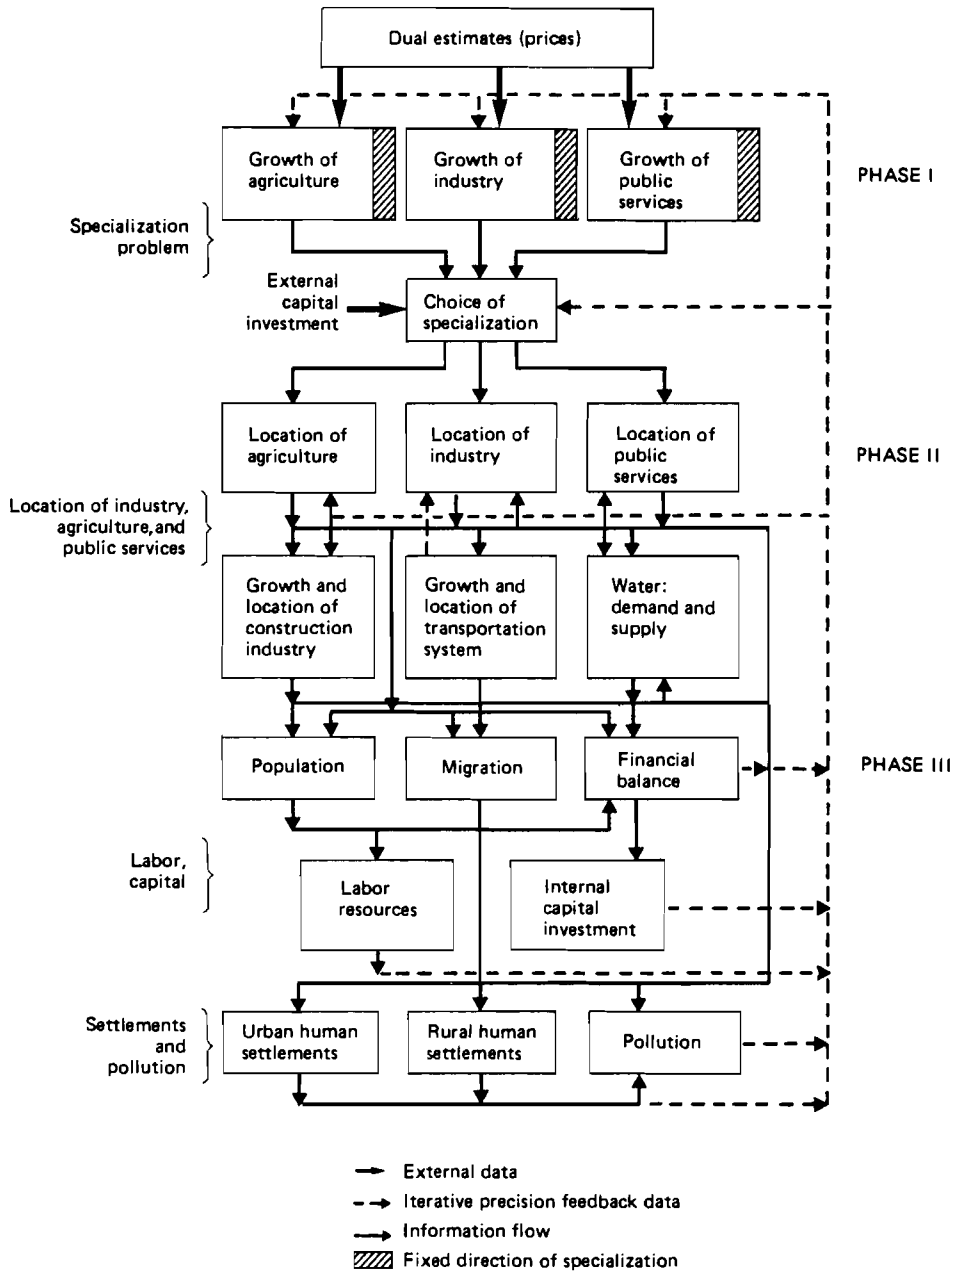 Dual estimates (prices)
Growth of
agriculture
Growth of
industry
Growth of
public
services
PHASE I
Specialization
problem
External
capital
investment
Choice of
specialization
Location of
agriculture
Location of
industry
Location of
public
services
PHASE II
Location of industry,
agriculture, and
public services
Growth and
location of
construction
industry
Growth and
location of
transportation
system
Water:
demand and
supply
Population
Migration
Financial
balance
PHASE III
Labor,
capital
Labor
resources
Internal
capital
investment
Settlements
and
pollution
Urban human
settlements
Rural human
settlements
Pollution
External data
Iterative precision feedback data
Information flow
Fixed direction of specialization